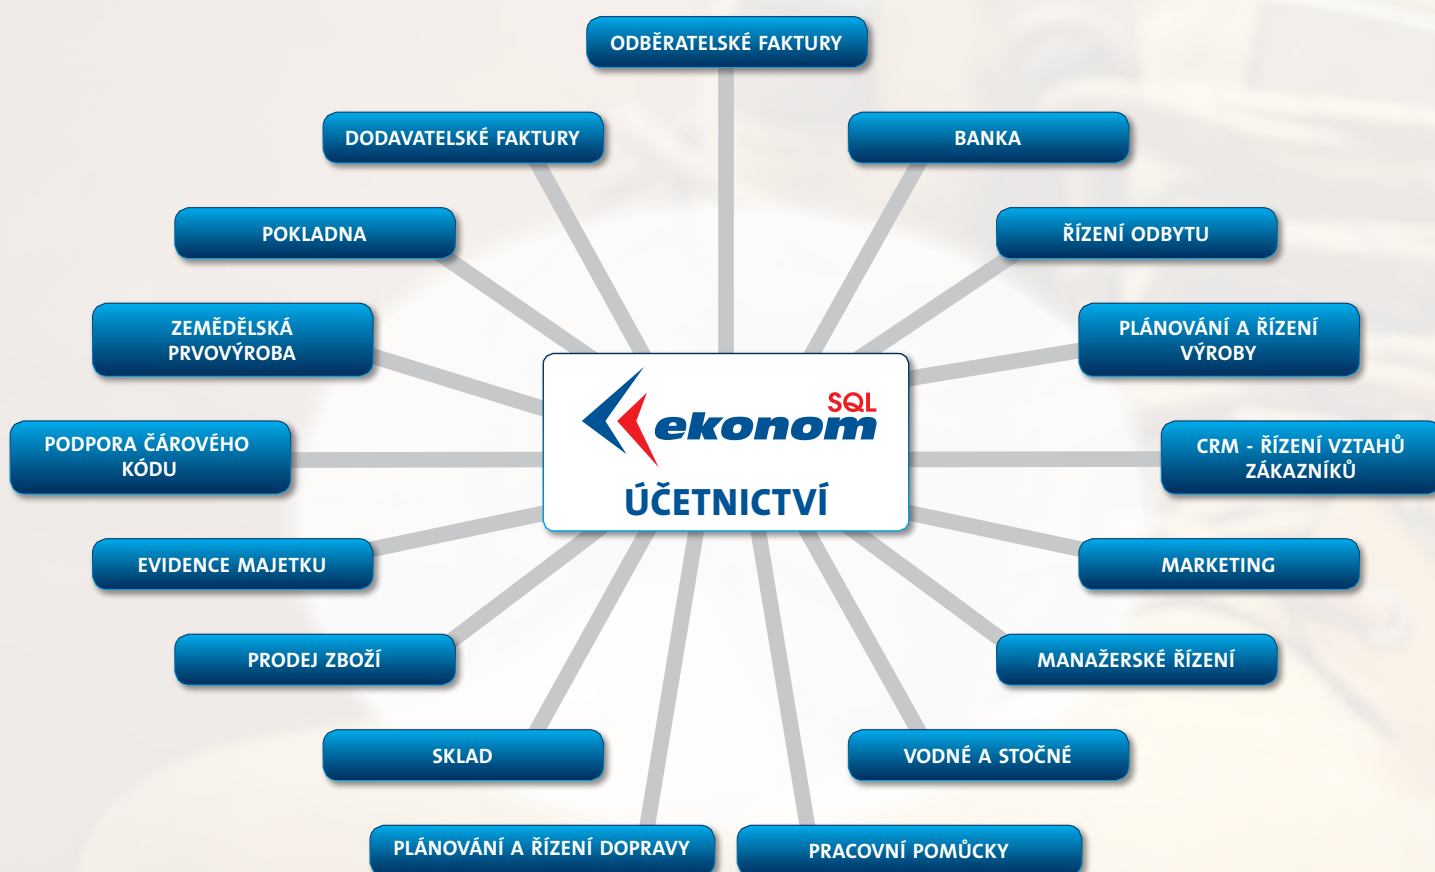 ODBĚRATELSKÉ FAKTURY
DODAVATELSKÉ FAKTURY
BANKA
POKLADNA
ŘÍZENÍ ODBYTU
ZEMĚDĚLSKÁ
PRVOVÝROBA
PLÁNOVÁNÍ A ŘÍZENÍ
VÝROBY
SQL
ekonom
ÚČETNICTVÍ
PODPORA ČÁROVÉHO
KÓDU
CRM - ŘÍZENÍ VZTAHŮ
ZÁKAZNÍKŮ
EVIDENCE MAJETKU
MARKETING
PRODEJ ZBOŽÍ
MANAŽERSKÉ ŘÍZENÍ
SKLAD
VODNÉ A STOČNÉ
PLÁNOVÁNÍ A ŘÍZENÍ DOPRAVY
PRACOVNÍ POMŮCKY